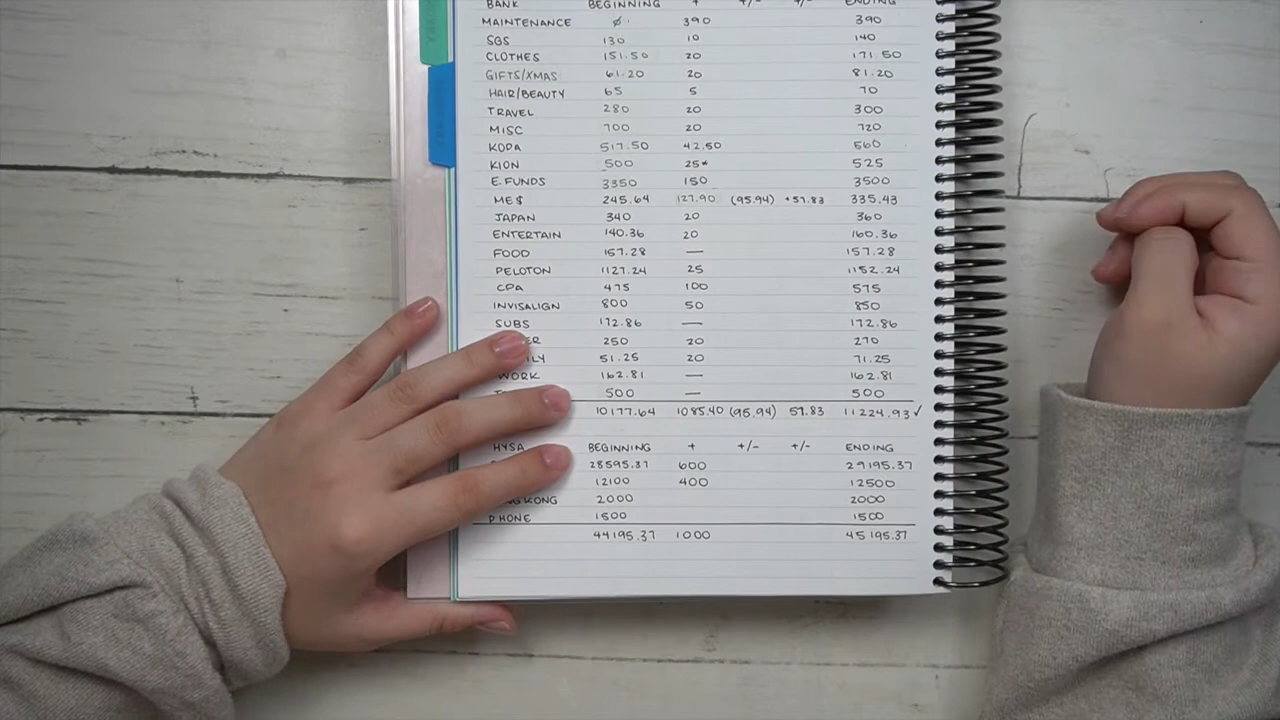 BANK BEGINNING + +/- +/- ENDING
MAINTENANCE ø 390 390
SGS 130 10 140
CLOTHES 151.50 20 171.50
GIFTS/XMAS 61.20 20 81.20
HAIR/BEAUTY 65 5 70
TRAVEL 280 20 300
MISC 700 20 720
KODA 517.50 42.50 560
KION 500 25* 525
E. FUNDS 3350 150 3500
ME $ 245.64 127.90 (95.94) +57.83 335.43
JAPAN 340 20 360
ENTERTAIN 140.36 20 160.36
FOOD 157.28 — 157.28
PELOTON 1127.24 25 1152.24
CPA 475 100 575
INVISALIGN 800 50 850
SUBS 172.86 — 172.86
250 20 270
51.25 20 71.25
WORK 162.81 — 162.81
500 — 500
10177.64 1085.40 (95.94) 57.83 11224.93✓
HYSA BEGINNING + +/- +/- ENDING
28595.37 600 29195.37
12100 400 12500
KONG 2000 2000
PHONE 1500 1500
44195.37 1000 45195.37